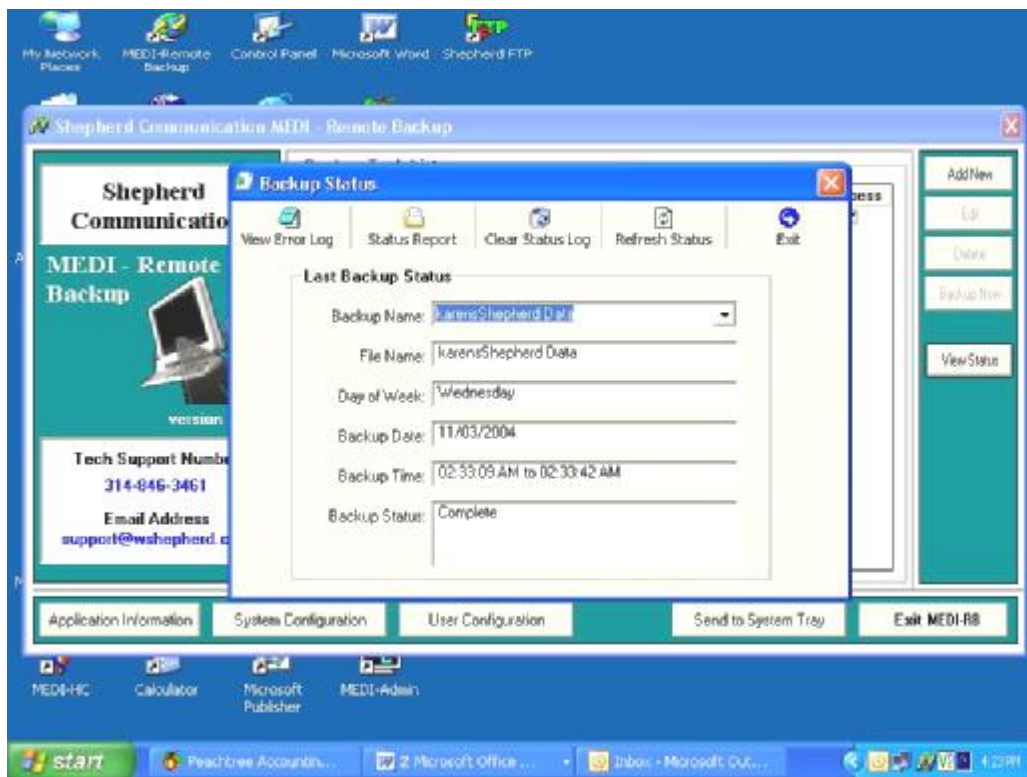 My Network Places
MEDI-Remote Backup
Control Panel
Microsoft Word
Shepherd FTP
Shepherd Communication MEDI - Remote Backup
Shepherd
MEDI - Remote
Backup
version
Tech Support
314-846-3461
Email Address
Backup Status
View Error Log
Status Report
Clear Status Log
Refresh Status
Exit
Last Backup Status
Backup Name: karensShepherd Data
File Name: karensShepherd Data
Day of Week: Wednesday
Backup Date: 11/03/2004
Backup Time: 02:33:09 AM to 02:33:42 AM
Backup Status: Complete
Add New
Edit
Delete
Backup Now
View Status
Application Information
System Configuration
User Configuration
Send to System Tray
Exit MEDI-RB
MEDI-HC
Calculator
Microsoft Publisher
MEDI-Admin
start
Peachtree Accountin...
2 Microsoft Office ...
Inbox - Microsoft Out...
4:23 PM